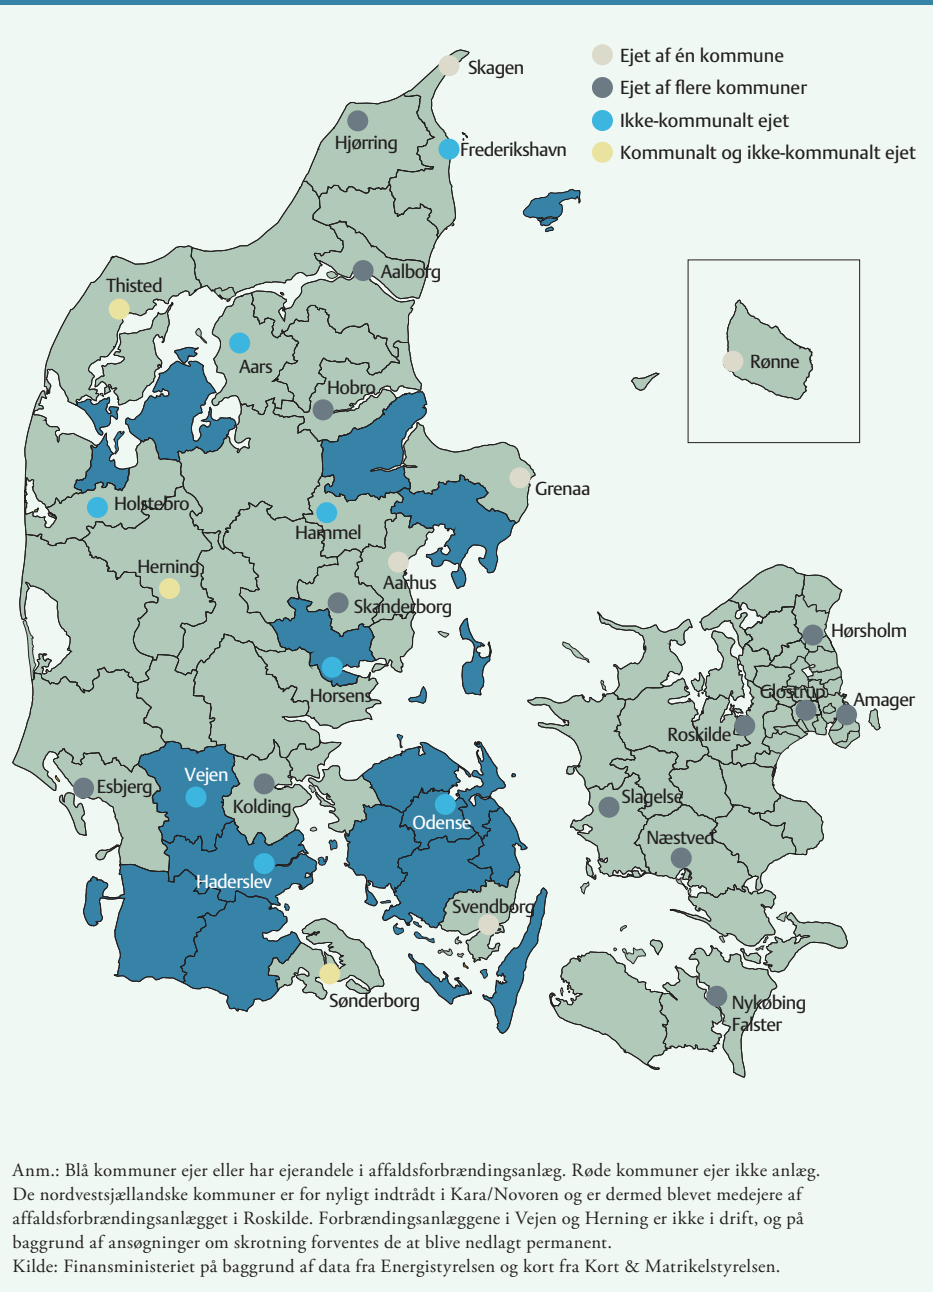 Ejet af én kommune
Ejet af flere kommuner
Ikke-kommunalt ejet
Kommunalt og ikke-kommunalt ejet
Skagen
Hjørring
Frederikshavn
Aalborg
Thisted
Aars
Hobro
Rønne
Grenaa
Holstebro
Hammel
Herning
Aarhus
Skanderborg
Hørsholm
Horsens
Glostrup
Amager
Roskilde
Vejen
Esbjerg
Kolding
Slagelse
Odense
Næstved
Haderslev
Svendborg
Sønderborg
Nykøbing
Falster
Anm.: Blå kommuner ejer eller har ejerandele i affaldsforbrændingsanlæg. Røde kommuner ejer ikke anlæg.
De nordvestsjællandske kommuner er for nyligt indtrådt i Kara/Novoren og er dermed blevet medejere af
affaldsforbrændingsanlægget i Roskilde. Forbrændingsanlæggene i Vejen og Herning er ikke i drift, og på
baggrund af ansøgninger om skrotning forventes de at blive nedlagt permanent.
Kilde: Finansministeriet på baggrund af data fra Energistyrelsen og kort fra Kort & Matrikelstyrelsen.